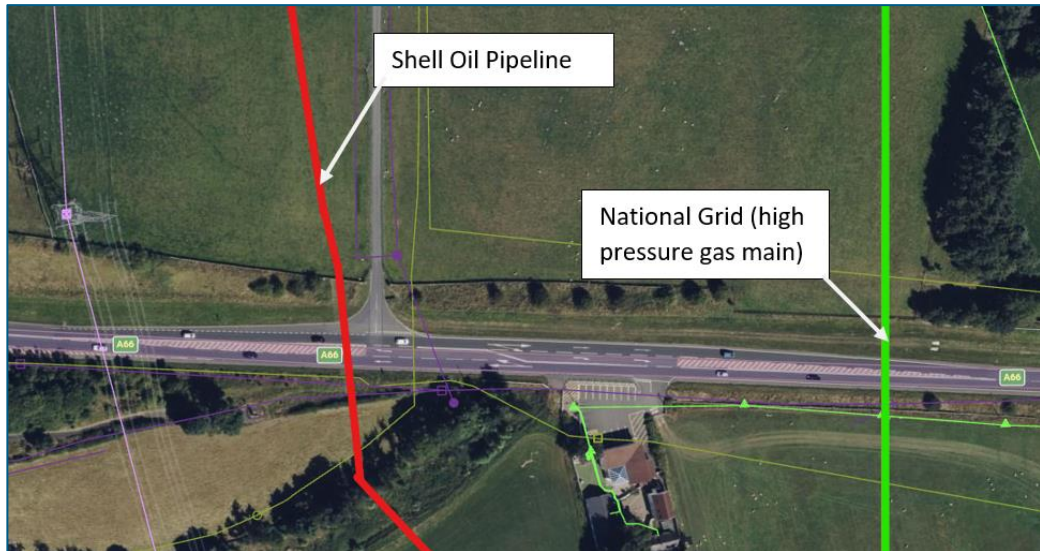 Shell Oil Pipeline
National Grid (high
pressure gas main)
A66
A66
A66